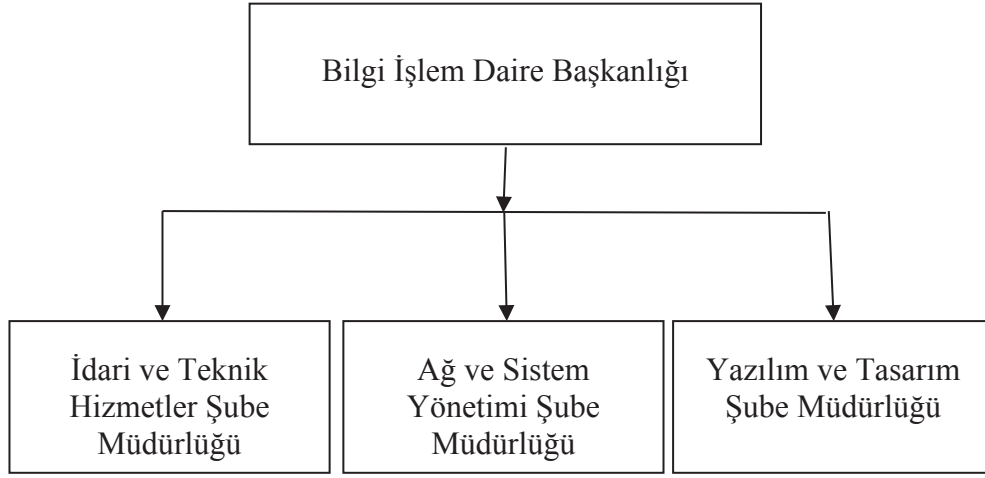 Bilgi İşlem Daire Başkanlığı
İdari ve Teknik
Hizmetler Şube
Müdürlüğü
Ağ ve Sistem
Yönetimi Şube
Müdürlüğü
Yazılım ve Tasarım
Şube Müdürlüğü